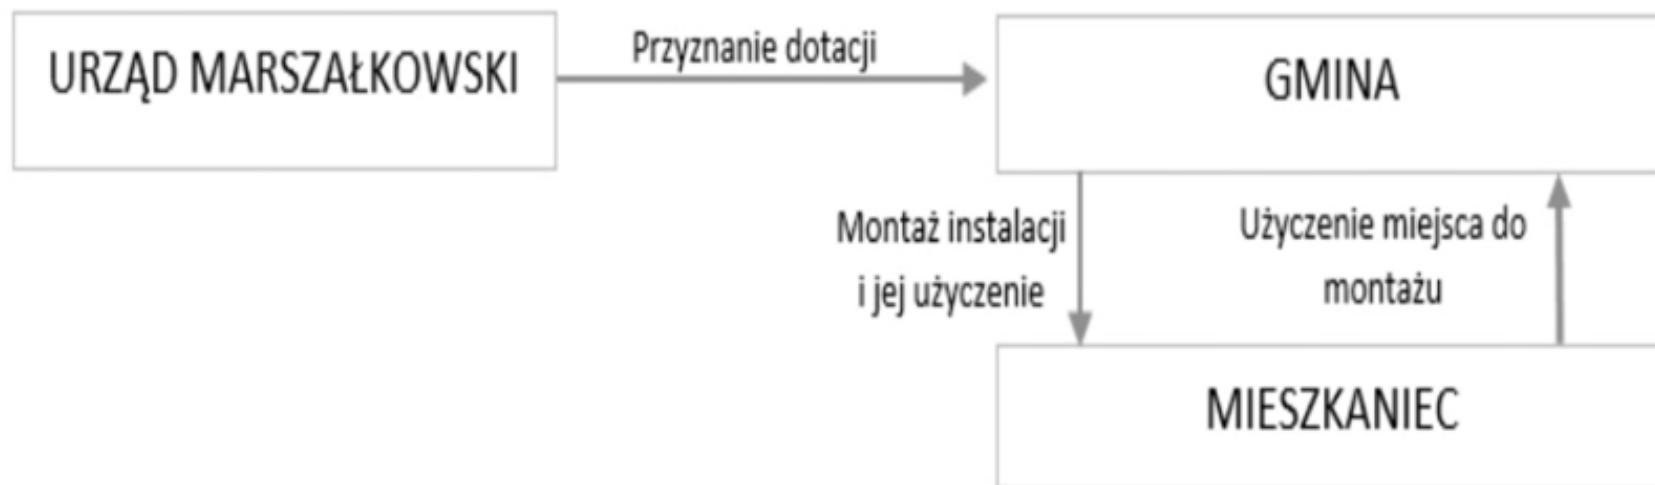 URZĄD MARSZAŁKOWSKI
Przyznanie dotacji
GMINA
Montaż instalacji
i jej użyczenie
Użyczenie miejsca do
montażu
MIESZKANIEC